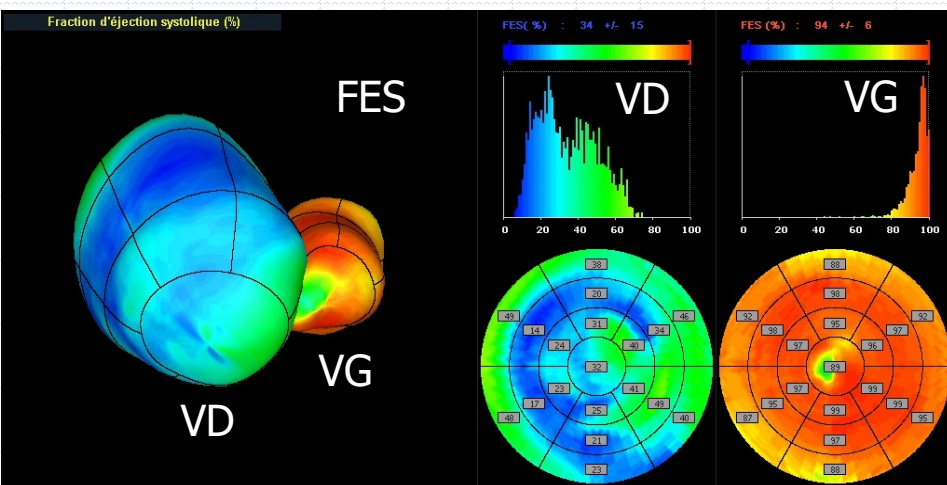 Fraction d'éjection systolique (%)
FES
VD
VG
FES( %) : 34 +/- 15
VD
0 20 40 60 80 100
38
20
49 46
14 31 34
24 40
32
23 41
17 25 49
48 40
21
23
FES (%) : 94 +/- 6
VG
0 20 40 60 80 100
88
98
92 92
98 95 97
97 96
89
97 99
95 99 99
87 95
97
88